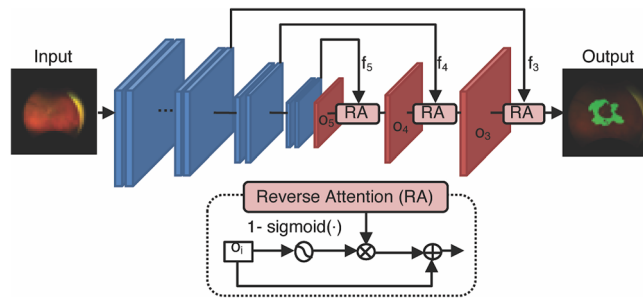 Input
...
f₅
f₄
f₃
Output
O₅
RA
O₄
RA
O₃
RA
Reverse Attention (RA)
1- sigmoid(·)
Oᵢ